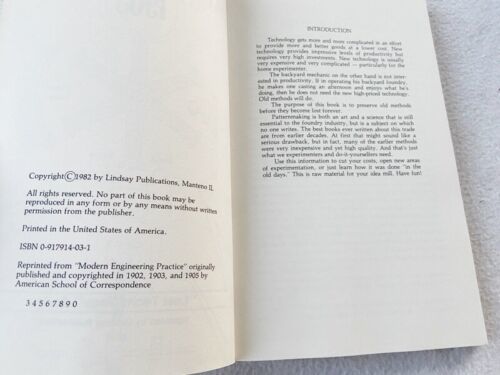 Copyright©1982 by Lindsay Publications, Manteno IL
All rights reserved. No part of this book may be
reproduced in any form or by any means without written
permission from the publisher.
Printed in the United States of America.
ISBN 0-917914-03-1
Reprinted from "Modern Engineering Practice" originally
published and copyrighted in 1902, 1903, and 1905 by
American School of Correspondence
3 4 5 6 7 8 9 0
INTRODUCTION
Technology gets more and more complicated in an effort
to provide more and better goods at a lower cost. New
technology provides impressive levels of productivity but
requires very high investments. New technology is usually
very expensive and very complicated — particularly for the
home experimenter.
The backyard mechanic on the other hand is not inter-
ested in productivity. If in operating his backyard foundry,
he makes one casting an afternoon and enjoys what he's
doing, then he does not need the new high-priced technology.
Old methods will do.
The purpose of this book is to preserve old methods
before they become lost forever.
Patternmaking is both an art and a science that is still
essential to the foundry industry, but is a subject on which
no one writes. The best books ever written about this trade
are from earlier decades. At first that might sound like a
serious drawback, but in fact, many of the earlier methods
were very inexpensive and yet high quality. And that's just
what we experimenters and do-it-yourselfers need.
Use this information to cut your costs, open new areas
of experimentation, or just learn how it was "done in
the old days." This is raw material for your idea mill. Have fun!